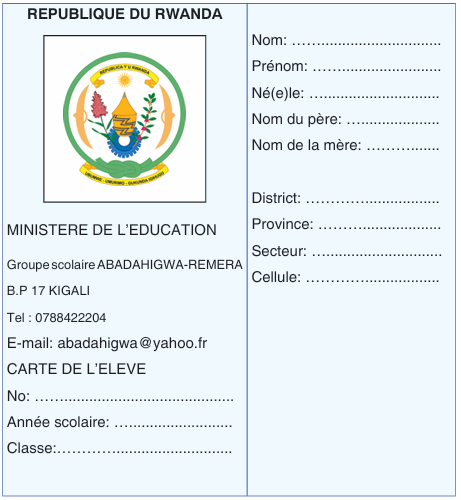 REPUBLIQUE DU RWANDA
REPUBULIKA Y'U RWANDA
UBUMWE - UMURIMO - GUKUNDA IGIHUGU
MINISTERE DE L'EDUCATION
Groupe scolaire ABADAHIGWA-REMERA
B.P 17 KIGALI
Tel : 0788422204
E-mail: abadahigwa@yahoo.fr
CARTE DE L'ELEVE
No: ……..........................................
Année scolaire: …..........................
Classe:…………............................
Nom: ……...............................
Prénom: ……..........................
Né(e)le: …..............................
Nom du père: …......................
Nom de la mère: ……….......
District: …………...................
Province: ………....................
Secteur: …..............................
Cellule: …………...................